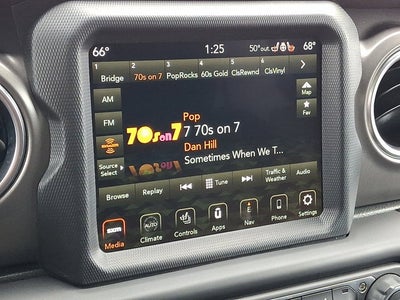 66° 1:25 50°out 68°
1 2 3 4 5 6
Bridge 70s on 7 PopRocks 60s Gold ClsRewnd ClsVinyl
AM
Map
Pop
70s on 7
7 70s on 7
FM
Fav
Dan Hill
Sometimes When We T...
Source
Select
Browse Replay Tune Traffic &
Weather Audio
AUTO E
Media Climate Controls Apps Nav Phone Settings